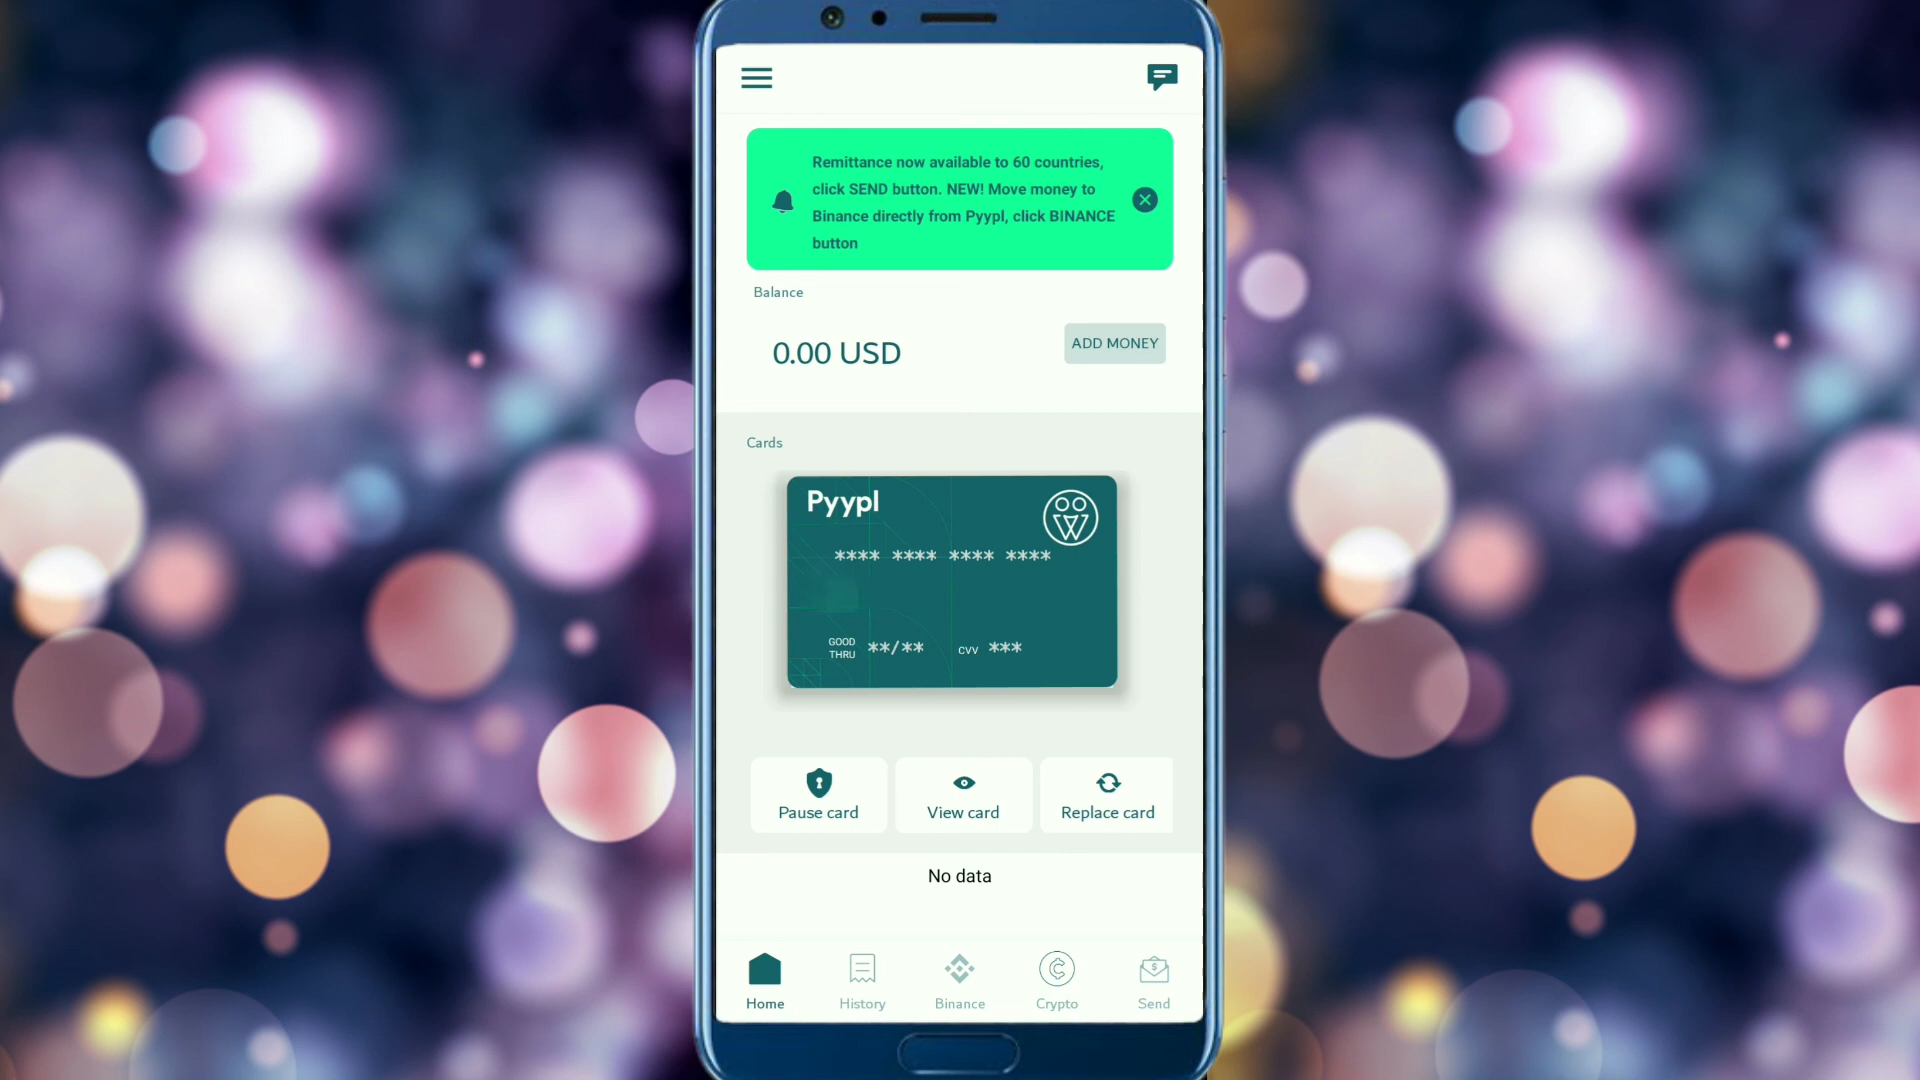 Remittance now available to 60 countries,
click SEND button. NEW! Move money to
Binance directly from Pyypl, click BINANCE
button
Balance
0.00 USD
ADD MONEY
Cards
Pyypl
**** **** **** ****
GOOD
THRU **/** CVV ***
Pause card
View card
Replace card
No data
Home
History
Binance
Crypto
Send